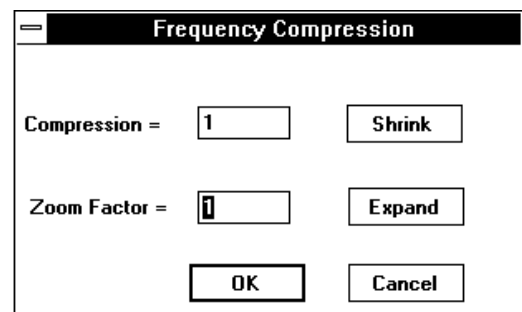 Frequency Compression
Compression = 1 Shrink
Zoom Factor = 1 Expand
OK Cancel